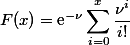 F(x) = e^{-ν} \sum_{i=0}^{x} \frac{ν^i}{i!}